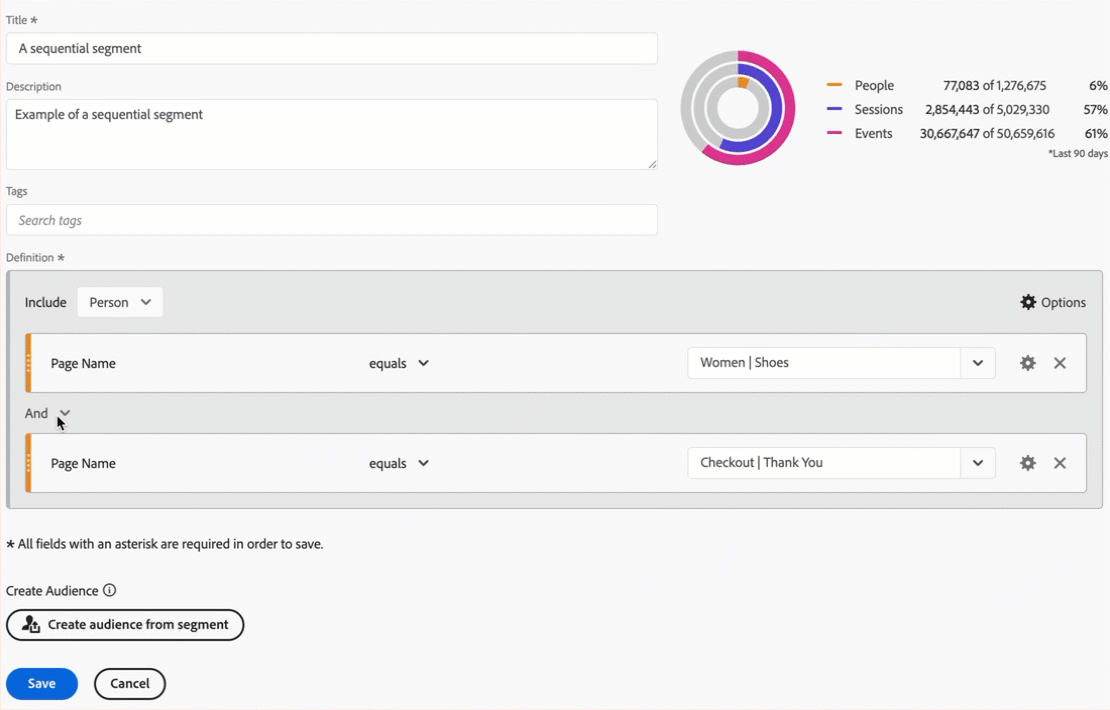 Title *
A sequential segment
Description
Example of a sequential segment
Tags
Search tags
People 77,083 of 1,276,675 6%
Sessions 2,854,443 of 5,029,330 57%
Events 30,667,647 of 50,659,616 61%
*Last 90 days
Definition *
Include Person Options
Page Name equals Women | Shoes
And
Page Name equals Checkout | Thank You
* All fields with an asterisk are required in order to save.
Create Audience
Create audience from segment
Save Cancel